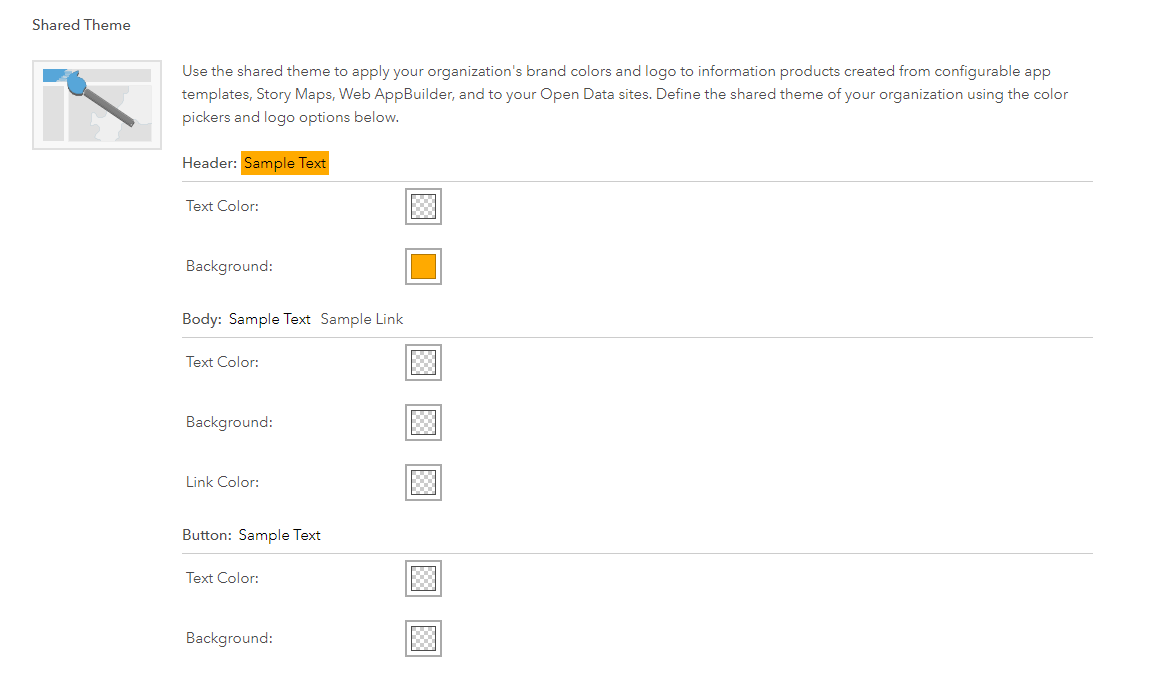 Shared Theme
Use the shared theme to apply your organization's brand colors and logo to information products created from configurable app
templates, Story Maps, Web AppBuilder, and to your Open Data sites. Define the shared theme of your organization using the color
pickers and logo options below.
Header: Sample Text
Text Color:
Background:
Body: Sample Text Sample Link
Text Color:
Background:
Link Color:
Button: Sample Text
Text Color:
Background: